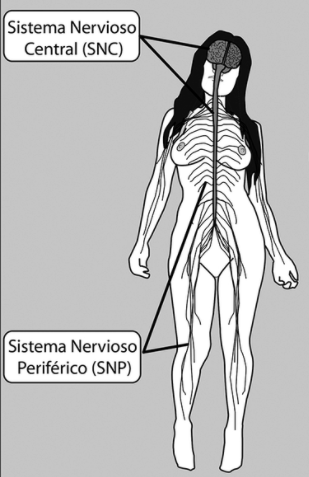 Sistema Nervioso
Central (SNC)
Sistema Nervioso
Periférico (SNP)